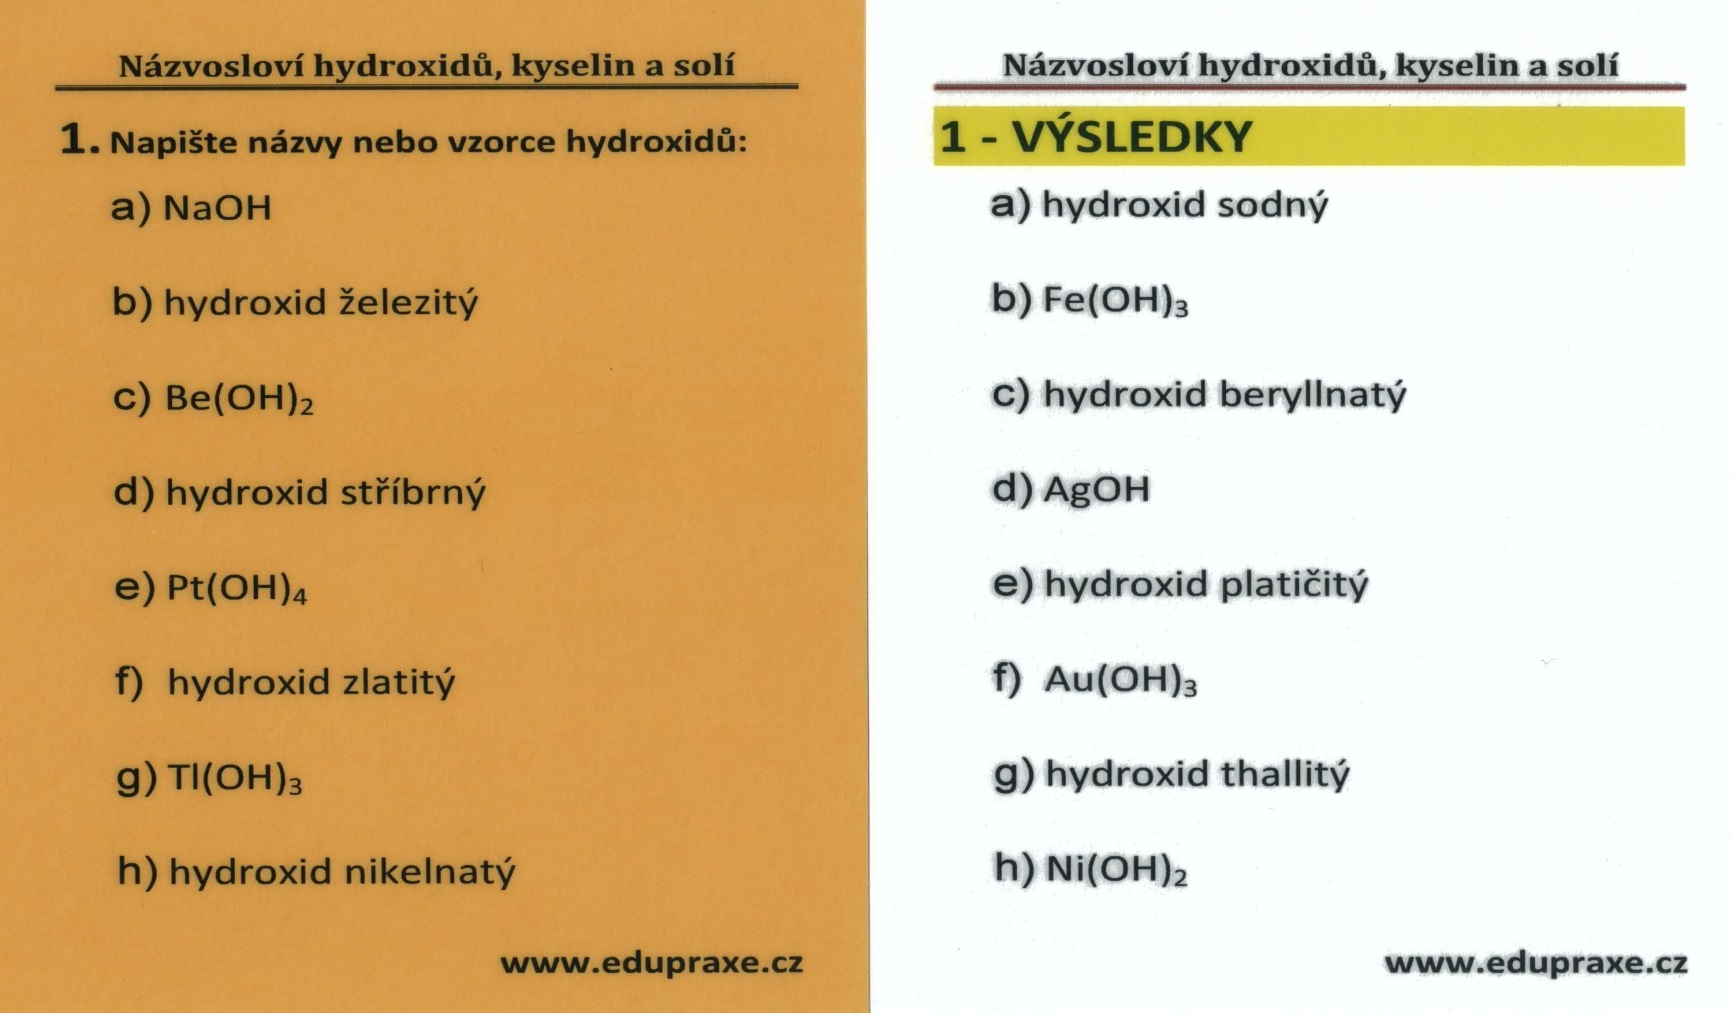 Názvosloví hydroxidů, kyselin a solí
1. Napište názvy nebo vzorce hydroxidů:
a) NaOH
b) hydroxid železitý
c) Be(OH)₂
d) hydroxid stříbrný
e) Pt(OH)₄
f) hydroxid zlatitý
g) Tl(OH)₃
h) hydroxid nikelnatý
www.edupraxe.cz
Názvosloví hydroxidů, kyselin a solí
1 - VÝSLEDKY
a) hydroxid sodný
b) Fe(OH)₃
c) hydroxid beryllnatý
d) AgOH
e) hydroxid platičitý
f) Au(OH)₃
g) hydroxid thallitý
h) Ni(OH)₂
www.edupraxe.cz